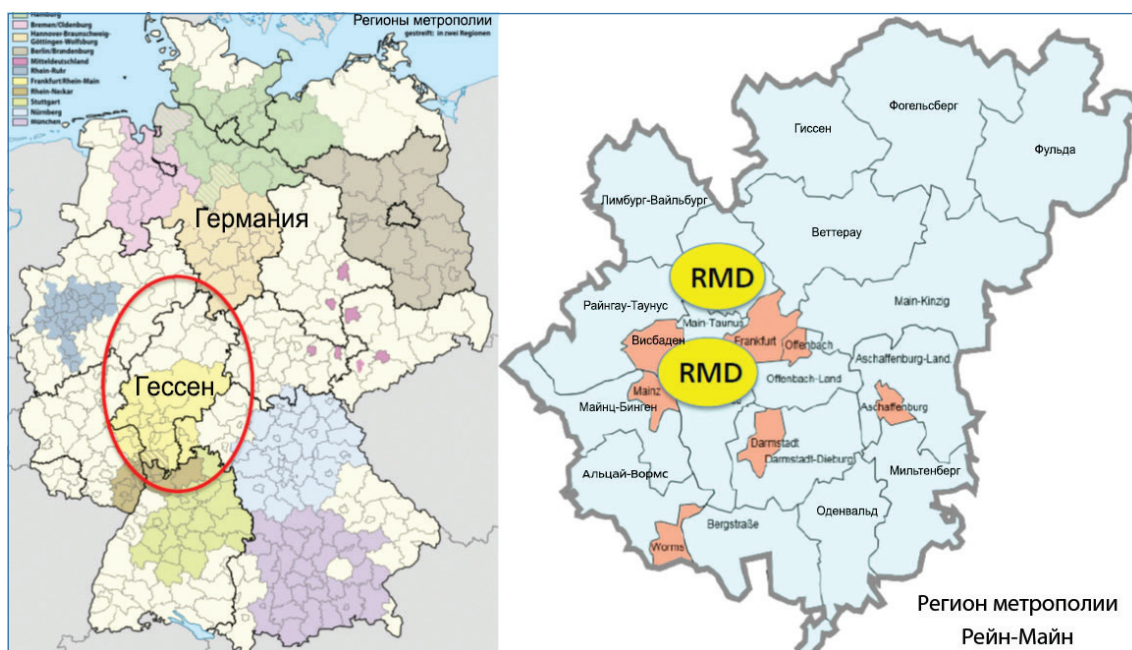 Hamburg
Bremen/Oldenburg
Hannover-Braunschweig-
Göttingen-Wolfsburg
Berlin/Brandenburg
Mitteldeutschland
Rhein-Ruhr
Frankfurt/Rhein-Main
Rhein-Neckar
Stuttgart
Nürnberg
München
Регионы метрополии
gestreift: in zwei Regionen
Германия
Гессен
Фогельсберг
Гиссен
Фульда
Лимбург-Вайльбург
Веттерау
RMD
Райнгау-Таунус
Main-Kinzig
Main-Taunus
Висбаден
Frankfurt
Offenbach
Aschaffenburg-Land.
RMD
Offenbach-Land
Mainz
Майнц-Бинген
Aschaffenburg
Darmstadt
Darmstadt-Dieburg
Альцай-Вормс
Мильтенберг
Оденвальд
Bergstraße
Worms
Регион метрополии
Рейн-Майн